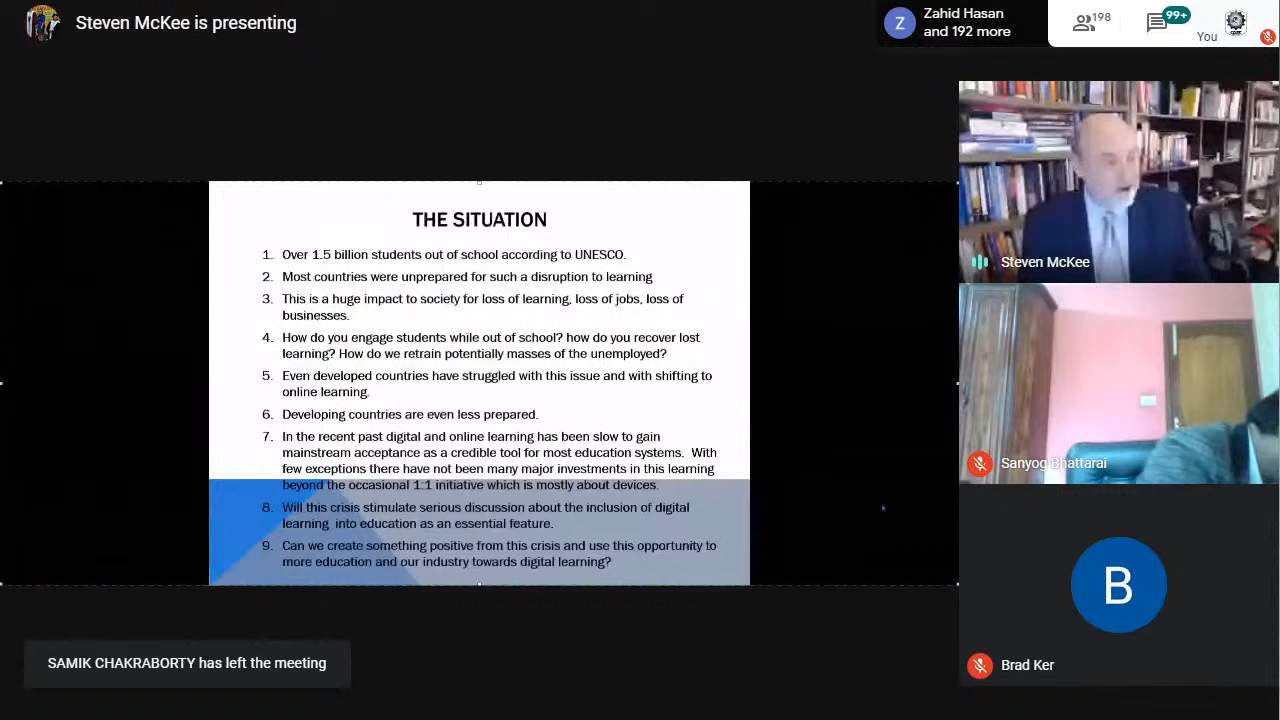 Steven McKee is presenting
Z
Zahid Hasan
and 192 more
198
99+
You
THE SITUATION
1. Over 1.5 billion students out of school according to UNESCO.
2. Most countries were unprepared for such a disruption to learning
3. This is a huge impact to society for loss of learning, loss of jobs, loss of
businesses.
4. How do you engage students while out of school? how do you recover lost
learning? How do we retrain potentially masses of the unemployed?
5. Even developed countries have struggled with this issue and with shifting to
online learning.
6. Developing countries are even less prepared.
7. In the recent past digital and online learning has been slow to gain
mainstream acceptance as a credible tool for most education systems. With
few exceptions there have not been many major investments in this learning
beyond the occasional 1:1 initiative which is mostly about devices.
8. Will this crisis stimulate serious discussion about the inclusion of digital
learning into education as an essential feature.
9. Can we create something positive from this crisis and use this opportunity to
more education and our industry towards digital learning?
Steven McKee
Sanyog Bhattarai
B
Brad Ker
SAMIK CHAKRABORTY has left the meeting